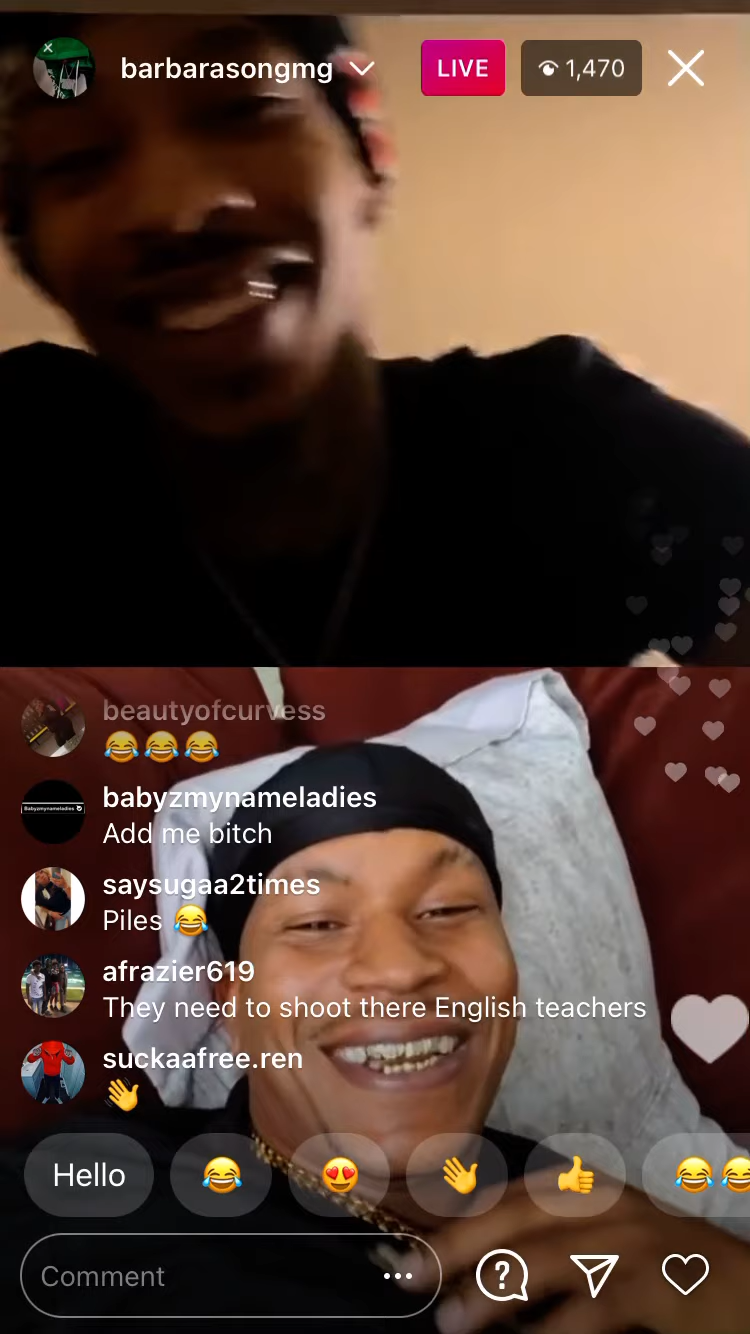 barbarasongmg
LIVE
1,470
beautyofcurvess
😂😂😂
babyzmynameladies
Add me bitch
saysugaa2times
Piles 😂
afrazier619
They need to shoot there English teachers
suckaafree.ren
👋
Hello 😂 😍 👋 👍 😂😂
Comment